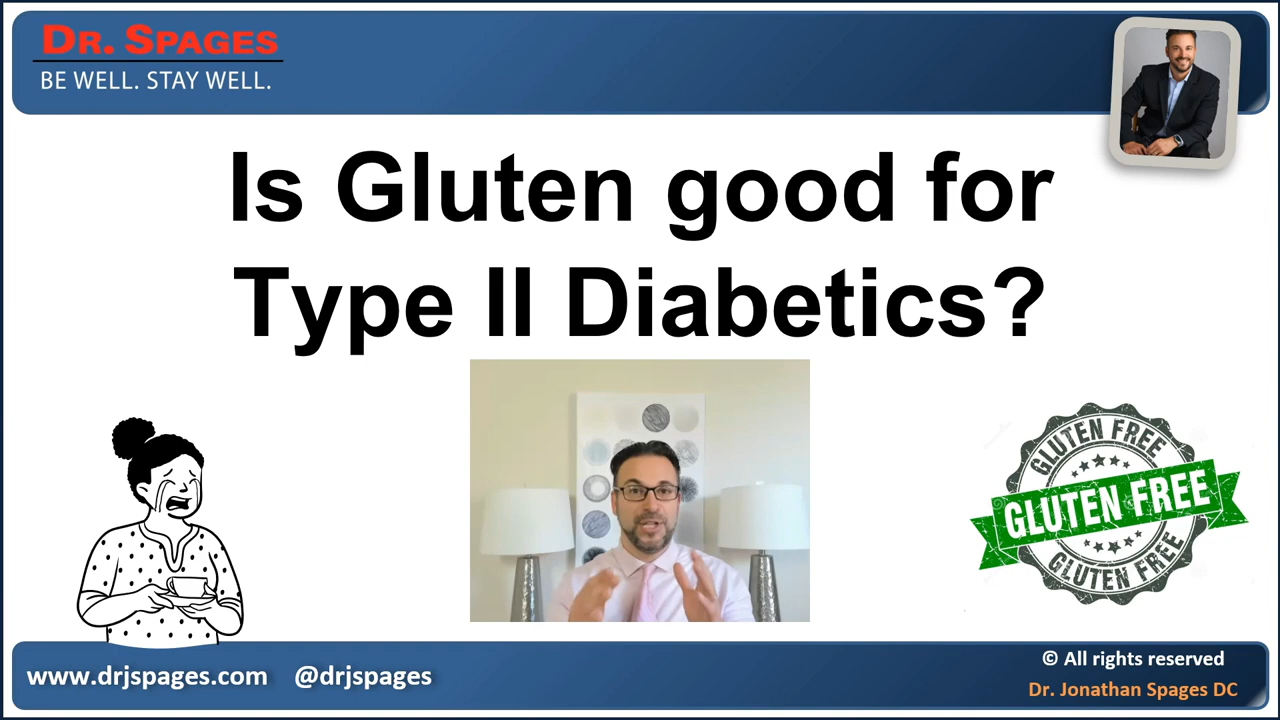 DR. SPAGES
BE WELL. STAY WELL.
Is Gluten good for
Type II Diabetics?
GLUTEN FREE
GLUTEN FREE
GLUTEN FREE
www.drjspages.com @drjspages
© All rights reserved
Dr. Jonathan Spages DC